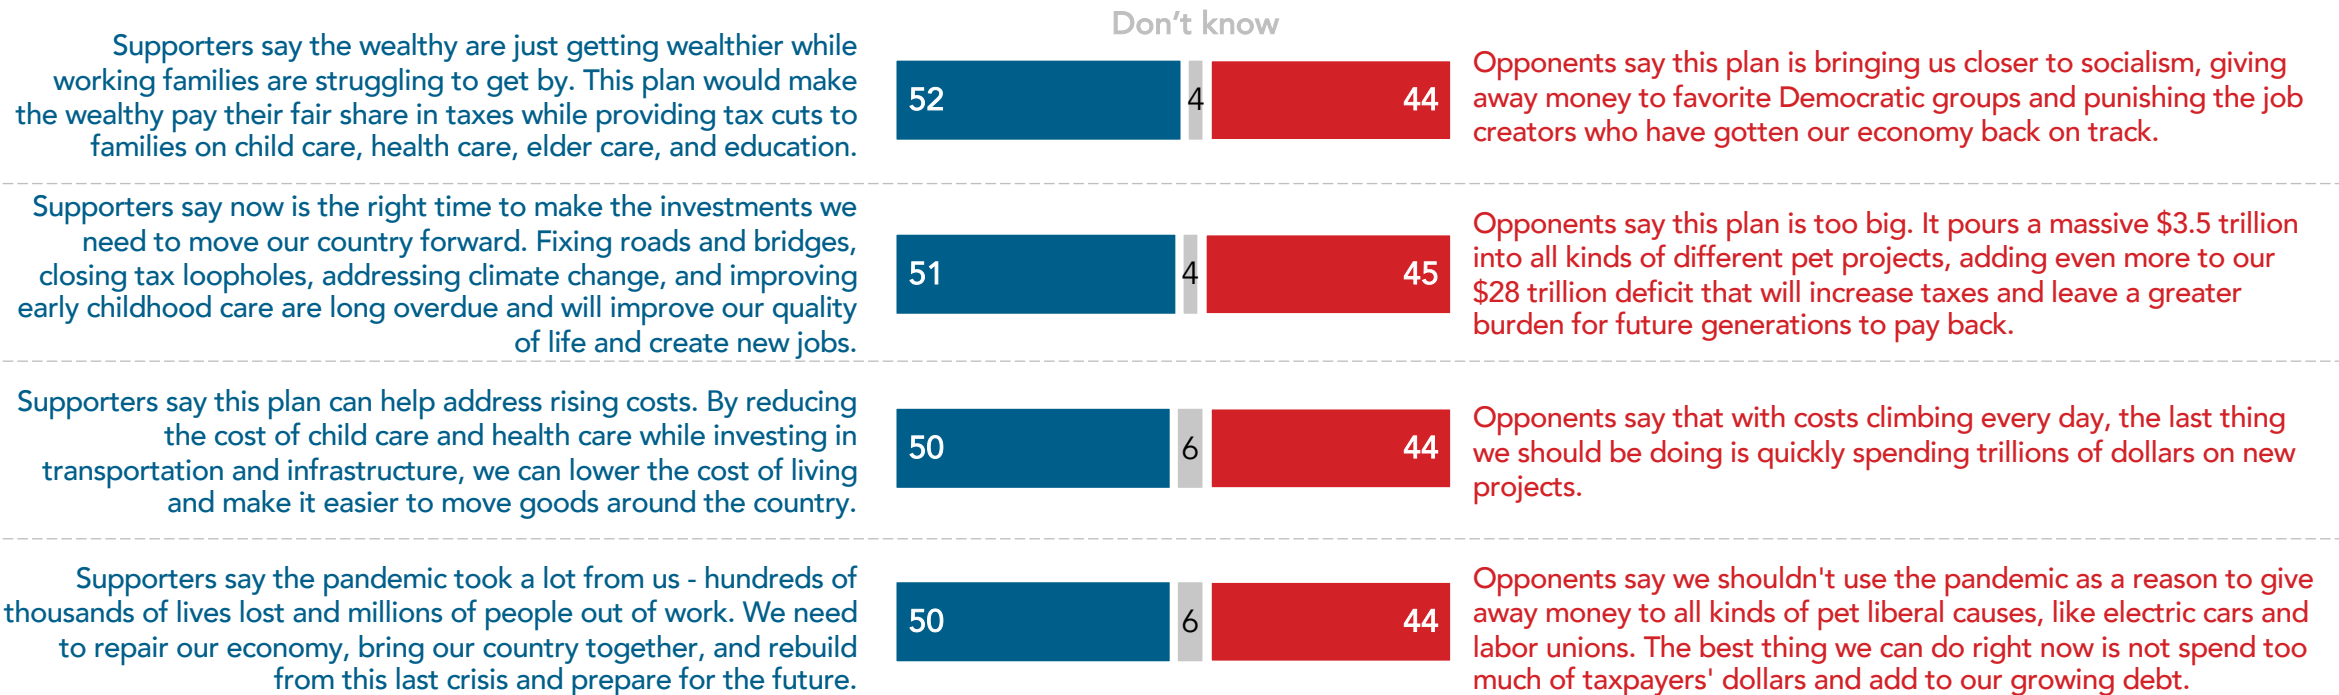 Don't know
Supporters say the wealthy are just getting wealthier while
working families are struggling to get by. This plan would make
the wealthy pay their fair share in taxes while providing tax cuts to
families on child care, health care, elder care, and education.
52
4
44
Opponents say this plan is bringing us closer to socialism, giving
away money to favorite Democratic groups and punishing the job
creators who have gotten our economy back on track.
Supporters say now is the right time to make the investments we
need to move our country forward. Fixing roads and bridges,
closing tax loopholes, addressing climate change, and improving
early childhood care are long overdue and will improve our quality
of life and create new jobs.
51
4
45
Opponents say this plan is too big. It pours a massive $3.5 trillion
into all kinds of different pet projects, adding even more to our
$28 trillion deficit that will increase taxes and leave a greater
burden for future generations to pay back.
Supporters say this plan can help address rising costs. By reducing
the cost of child care and health care while investing in
transportation and infrastructure, we can lower the cost of living
and make it easier to move goods around the country.
50
6
44
Opponents say that with costs climbing every day, the last thing
we should be doing is quickly spending trillions of dollars on new
projects.
Supporters say the pandemic took a lot from us - hundreds of
thousands of lives lost and millions of people out of work. We need
to repair our economy, bring our country together, and rebuild
from this last crisis and prepare for the future.
50
6
44
Opponents say we shouldn't use the pandemic as a reason to give
away money to all kinds of pet liberal causes, like electric cars and
labor unions. The best thing we can do right now is not spend too
much of taxpayers' dollars and add to our growing debt.